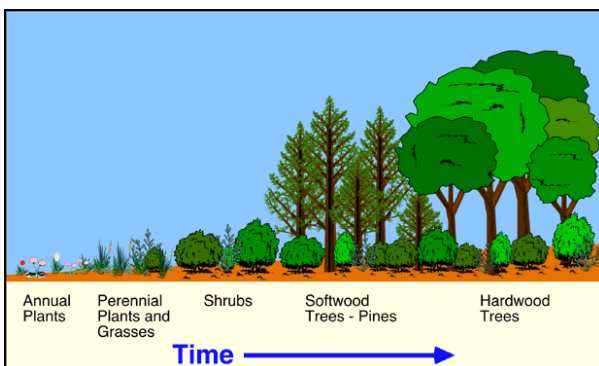 Annual
Plants
Perennial
Plants and
Grasses
Shrubs
Softwood
Trees - Pines
Hardwood
Trees
Time